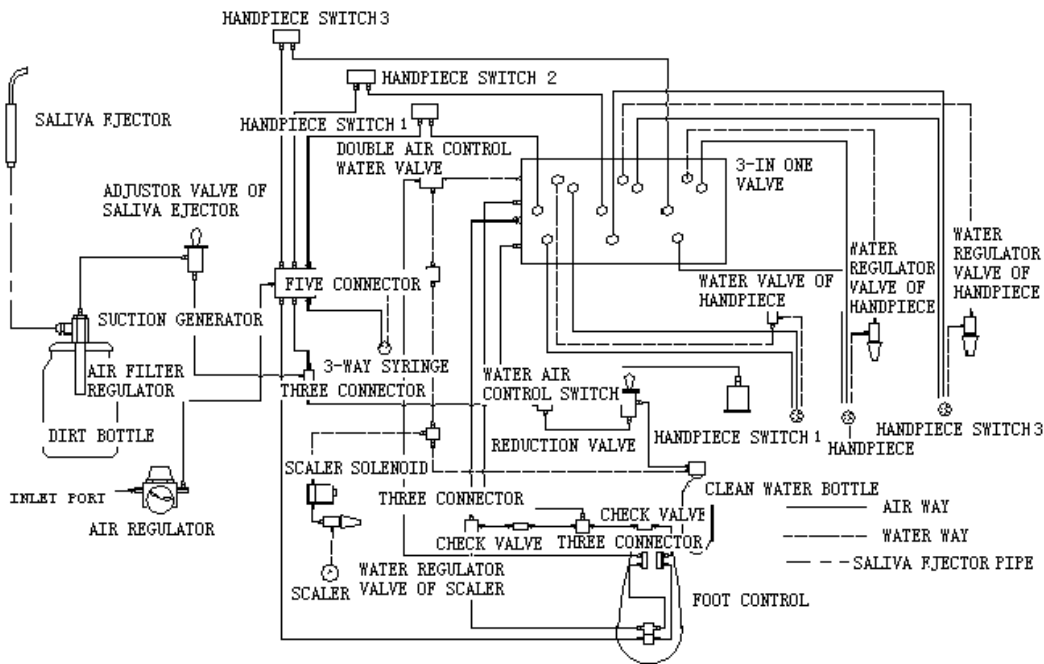 HANDPIECE SWITCH 3
HANDPIECE SWITCH 2
HANDPIECE SWITCH 1
SALIVA FJECTOR
DOUBLE AIR CONTROL
WATER VALVE
3-IN ONE
VALVE
ADJUSTOR VALVE OF
SALIVA EJECTOR
WATER
REGULATOR
VALVE OF
HANDPIECE
WATER
REGULATOR
VALVE OF
HANDPIECE
FIVE CONNECTOR
WATER VALVE OF
HANDPIECE
SUCTION GENERATOR
3-WAY SYRINGE
AIR FILTER
REGULATOR
THREE CONNECTOR
WATER AIR
CONTROL SWITCH
DIRT BOTTLE
REDUCTION VALVE
HANDPIECE SWITCH 1
HANDPIECE
HANDPIECE SWITCH 3
SCALER SOLENOID
INLET PORT
AIR REGULATOR
THREE CONNECTOR
CLEAN WATER BOTTLE
CHECK VALVE
CHECK VALVE
THREE CONNECTOR
AIR WAY
WATER WAY
SALIVA FJECTOR PIPE
SCALER
WATER REGULATOR
VALVE OF SCALER
FOOT CONTROL